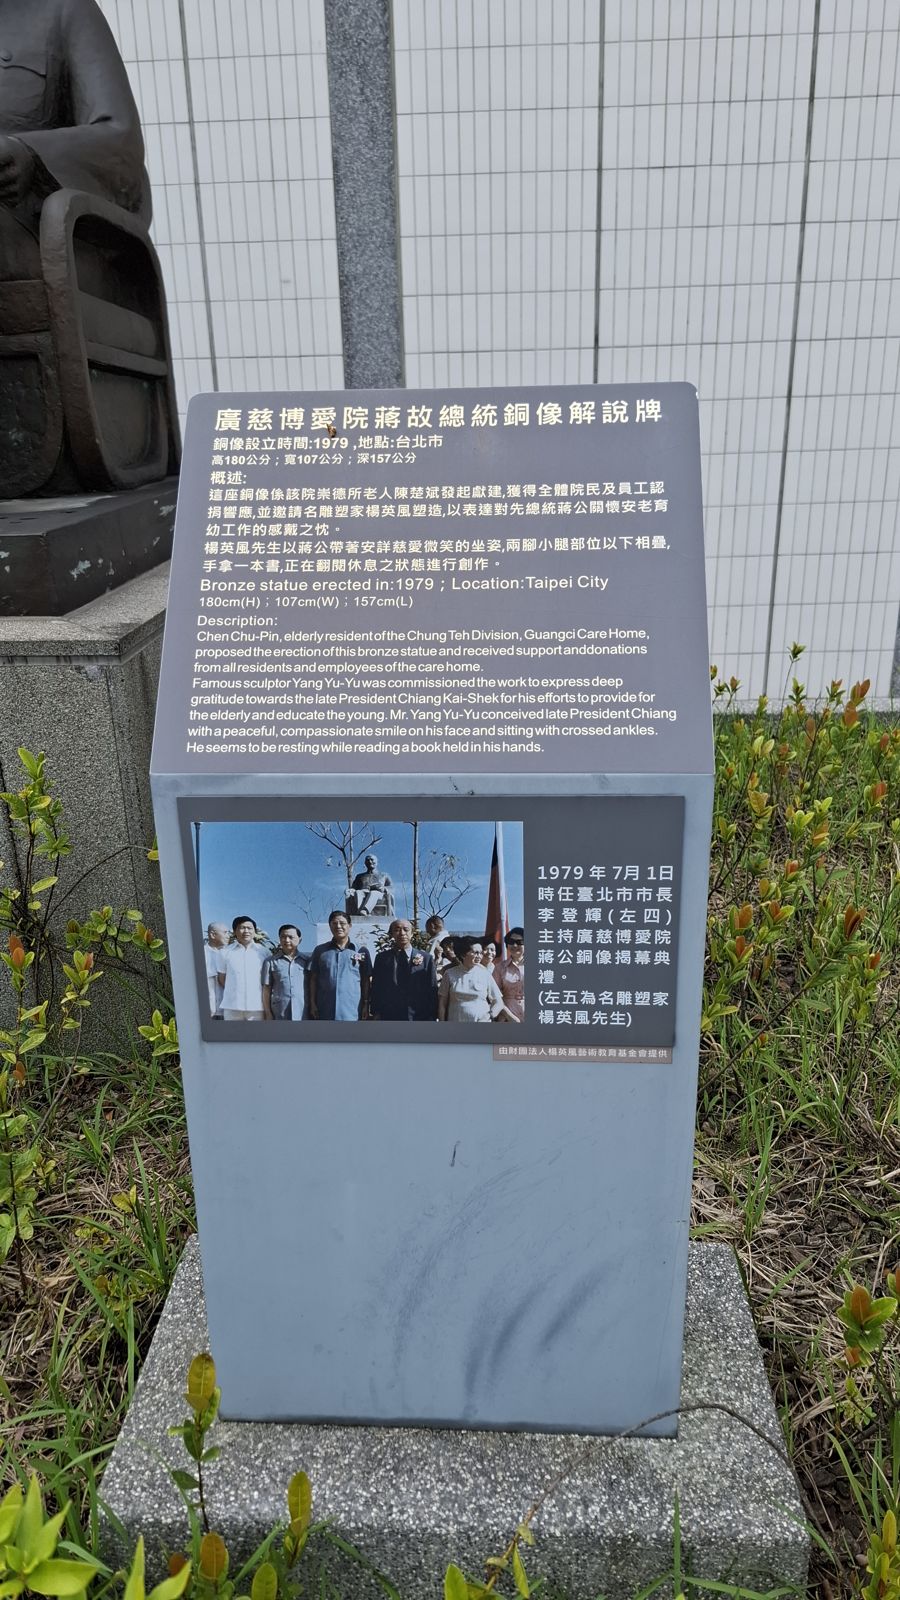 廣慈博愛院蔣故總統銅像解說牌
銅像設立時間:1979 ,地點:台北市
高180公分；寬107公分；深157公分
概述:
這座銅像係該院崇德所老人陳楚斌發起獻建,獲得全體院民及員工認
捐響應,並邀請名雕塑家楊英風塑造,以表達對先總統蔣公關懷安老育
幼工作的感戴之忱。
楊英風先生以蔣公帶著安詳慈愛微笑的坐姿,兩腳小腿部位以下相疊,
手拿一本書,正在翻閱休息之狀態進行創作。
Bronze statue erected in:1979；Location:Taipei City
180cm(H)；107cm(W)；157cm(L)
Description:
Chen Chu-Pin, elderly resident of the Chung Teh Division, Guangci Care Home,
proposed the erection of this bronze statue and received support anddonations
from all residents and employees of the care home.
Famous sculptor Yang Yu-Yu was commissioned the work to express deep
gratitude towards the late President Chiang Kai-Shek for his efforts to provide for
the elderly and educate the young. Mr. Yang Yu-Yu conceived late President Chiang
with a peaceful, compassionate smile on his face and sitting with crossed ankles.
He seems to be resting while reading a book held in his hands.
1979 年 7月 1日
時任臺北市市長
李登輝(左四)
主持廣慈博愛院
蔣公銅像揭幕典
禮。
(左五為名雕塑家
楊英風先生)
由財團法人楊英風藝術教育基金會提供